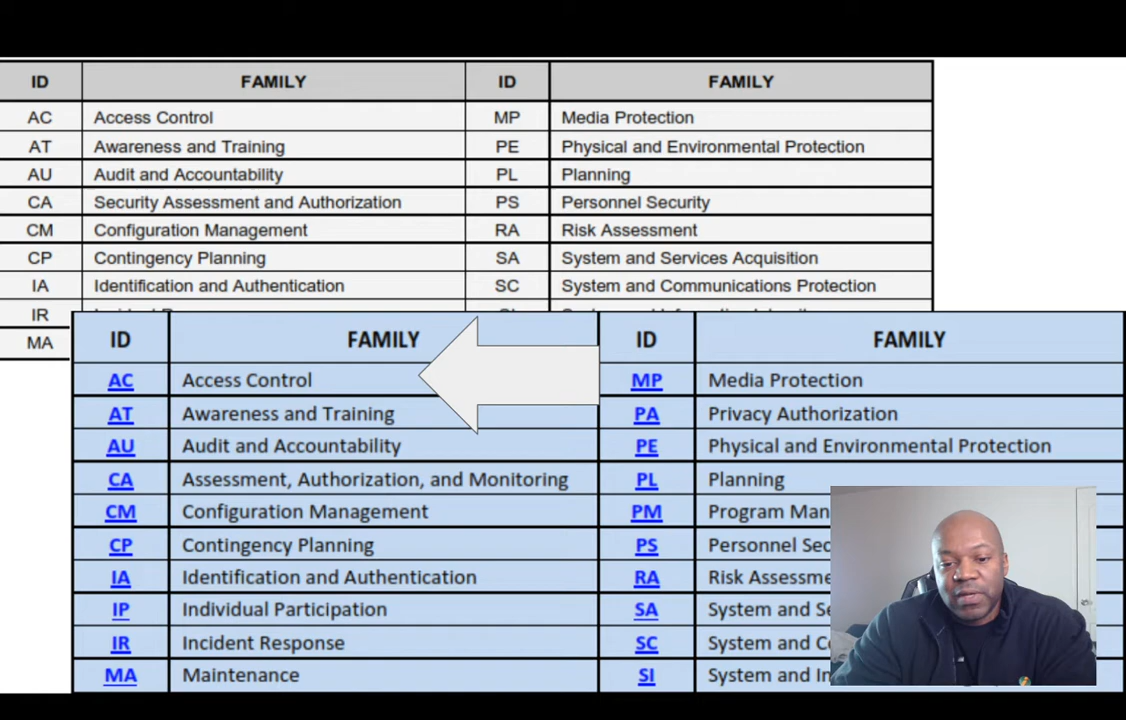 ID FAMILY ID FAMILY
AC Access Control MP Media Protection
AT Awareness and Training PE Physical and Environmental Protection
AU Audit and Accountability PL Planning
CA Security Assessment and Authorization PS Personnel Security
CM Configuration Management RA Risk Assessment
CP Contingency Planning SA System and Services Acquisition
IA Identification and Authentication SC System and Communications Protection
IR
MA
ID FAMILY ID FAMILY
AC Access Control MP Media Protection
AT Awareness and Training PA Privacy Authorization
AU Audit and Accountability PE Physical and Environmental Protection
CA Assessment, Authorization, and Monitoring PL Planning
CM Configuration Management PM Program Man
CP Contingency Planning PS Personnel Sec
IA Identification and Authentication RA Risk Assessme
IP Individual Participation SA System and Se
IR Incident Response SC System and C
MA Maintenance SI System and In